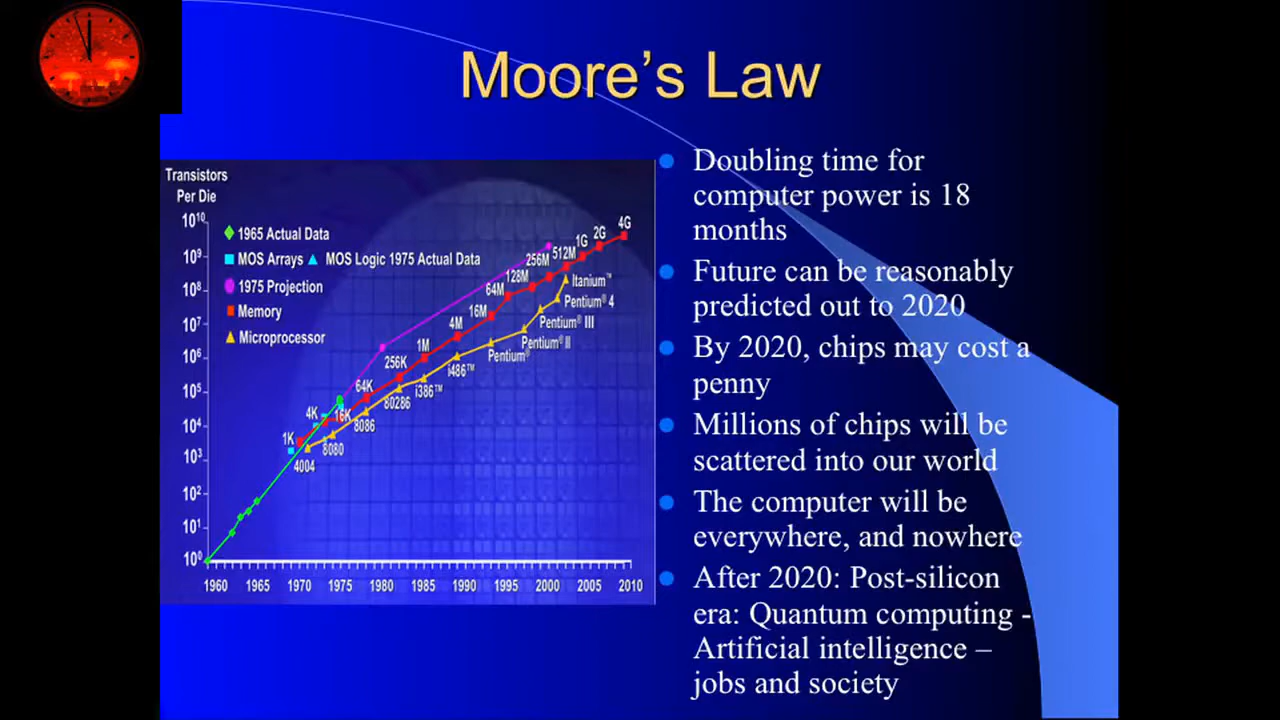 Moore's Law
Transistors
Per Die
10¹⁰
10⁹
10⁸
10⁷
10⁶
10⁵
10⁴
10³
10²
10¹
10⁰
1965 Actual Data
MOS Arrays MOS Logic 1975 Actual Data
1975 Projection
Memory
Microprocessor
1K
4K
16K
64K
256K
1M
4M
16M
64M
128M
256M
512M
1G
2G
4G
4004
8080
8086
80286
i386™
i486™
Pentium®
Pentium® II
Pentium® III
Pentium® 4
Itanium™
1960 1965 1970 1975 1980 1985 1990 1995 2000 2005 2010
Doubling time for
computer power is 18
months
Future can be reasonably
predicted out to 2020
By 2020, chips may cost a
penny
Millions of chips will be
scattered into our world
The computer will be
everywhere, and nowhere
After 2020: Post-silicon
era: Quantum computing -
Artificial intelligence –
jobs and society